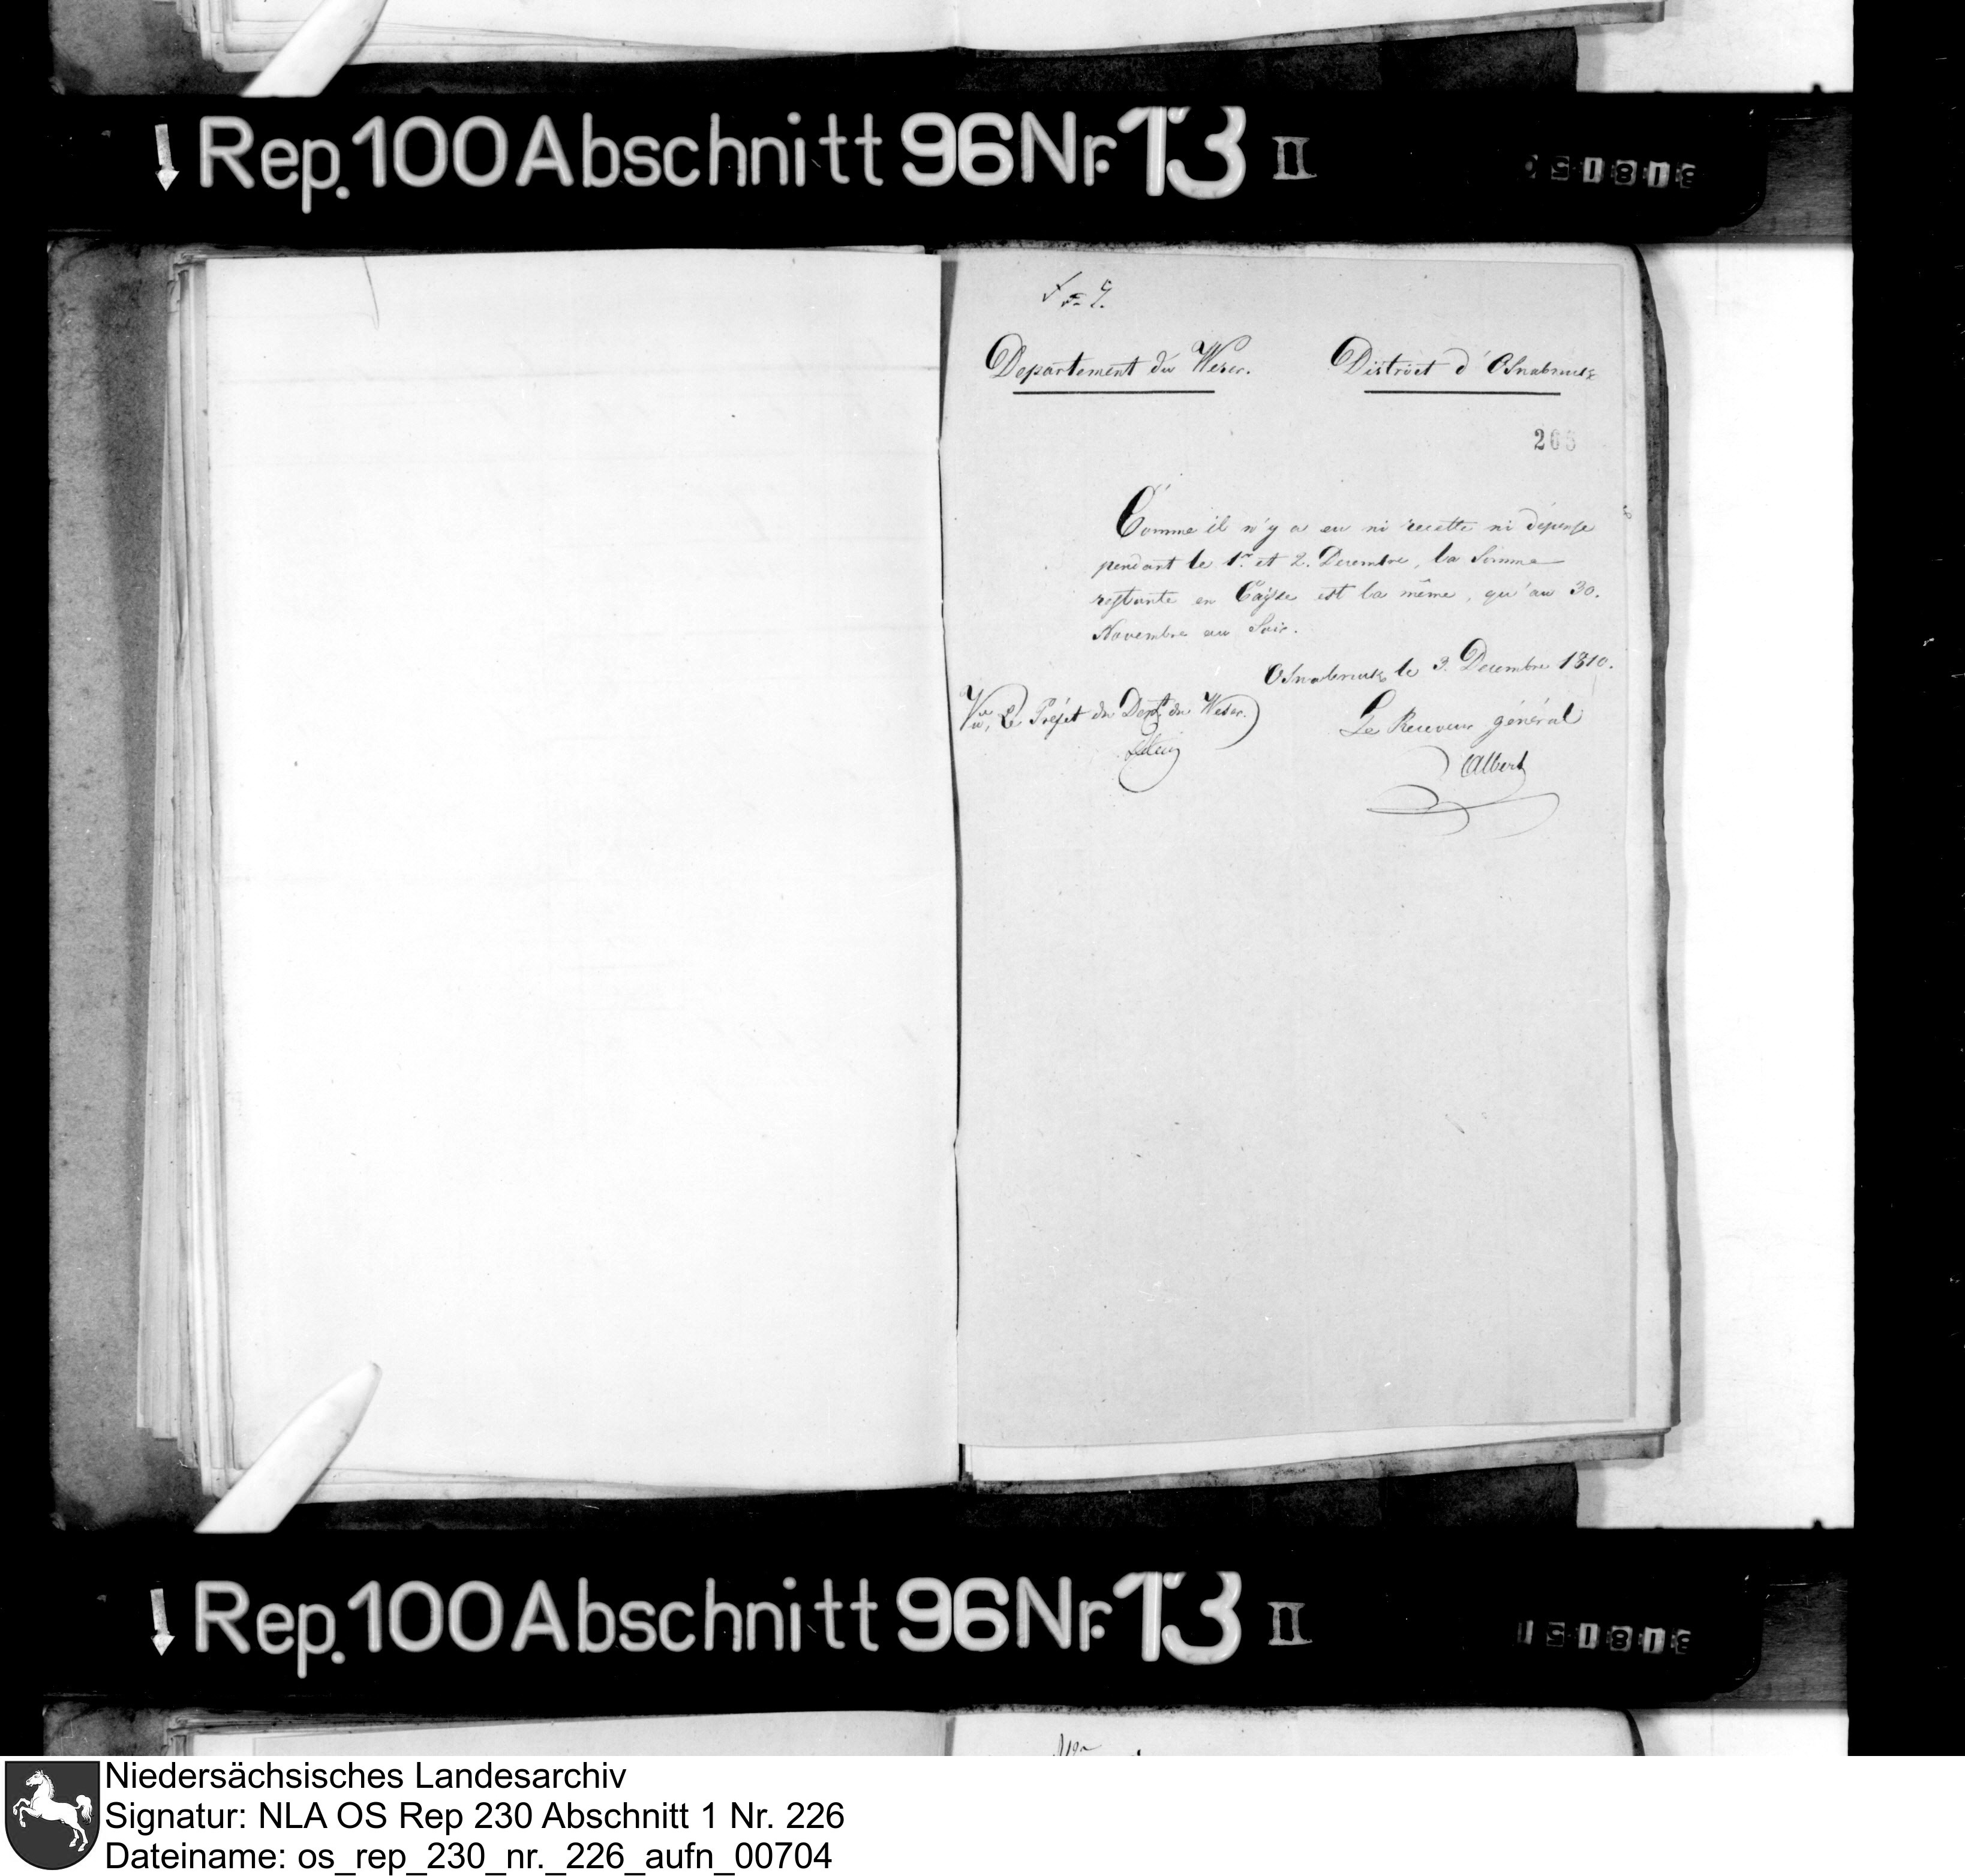 Rep. 100 Abschnitt 96 Nr. 13 II
Departement du Weser. District d'Osnabruck
Comme il n'y a eu ni recette ni dépense
pendant le 1er et 2. Decembre, la Somme
restante en Caisse est la même, qu'au 30.
Novembre au Soir.
Osnabruck le 3. Decembre 1810.
Vu, Le Préfet du Dept. du Weser.
Le Receveur général
Albert
Rep. 100 Abschnitt 96 Nr. 13 II
Niedersächsisches Landesarchiv
Signatur: NLA OS Rep 230 Abschnitt 1 Nr. 226
Dateiname: os_rep_230_nr._226_aufn_00704